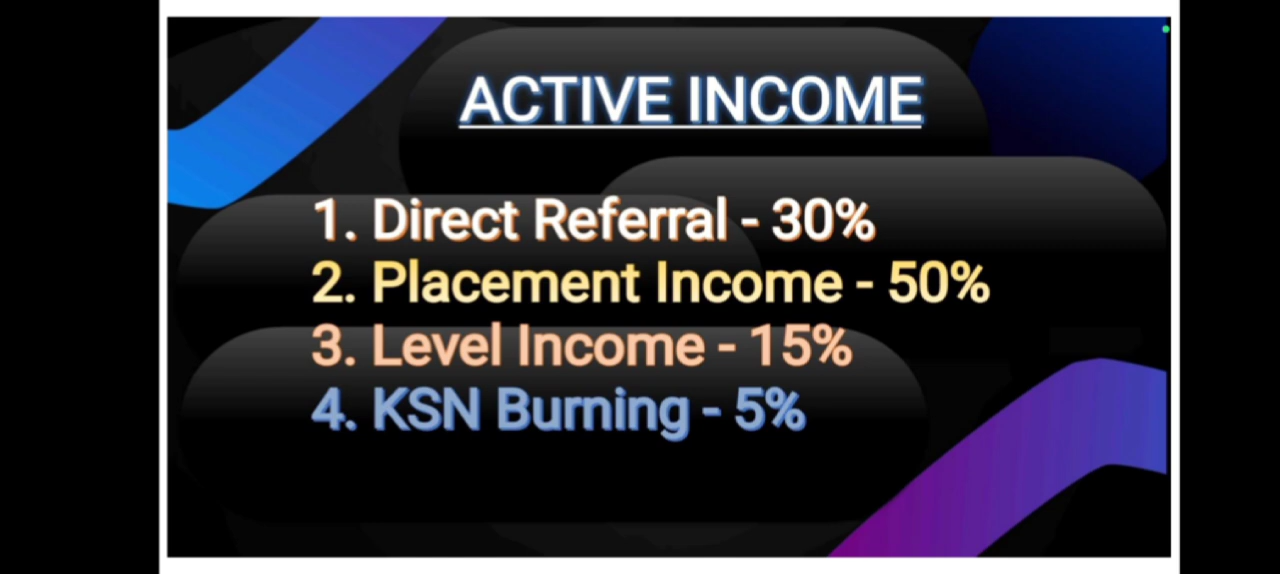 ACTIVE INCOME
1. Direct Referral - 30%
2. Placement Income - 50%
3. Level Income - 15%
4. KSN Burning - 5%